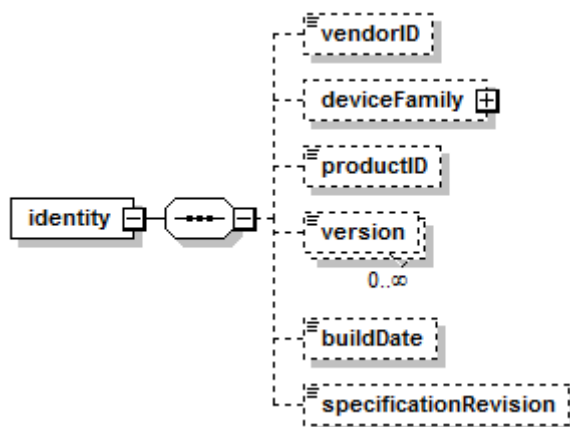 vendorID
deviceFamily
productID
identity
version
0..∞
buildDate
specificationRevision